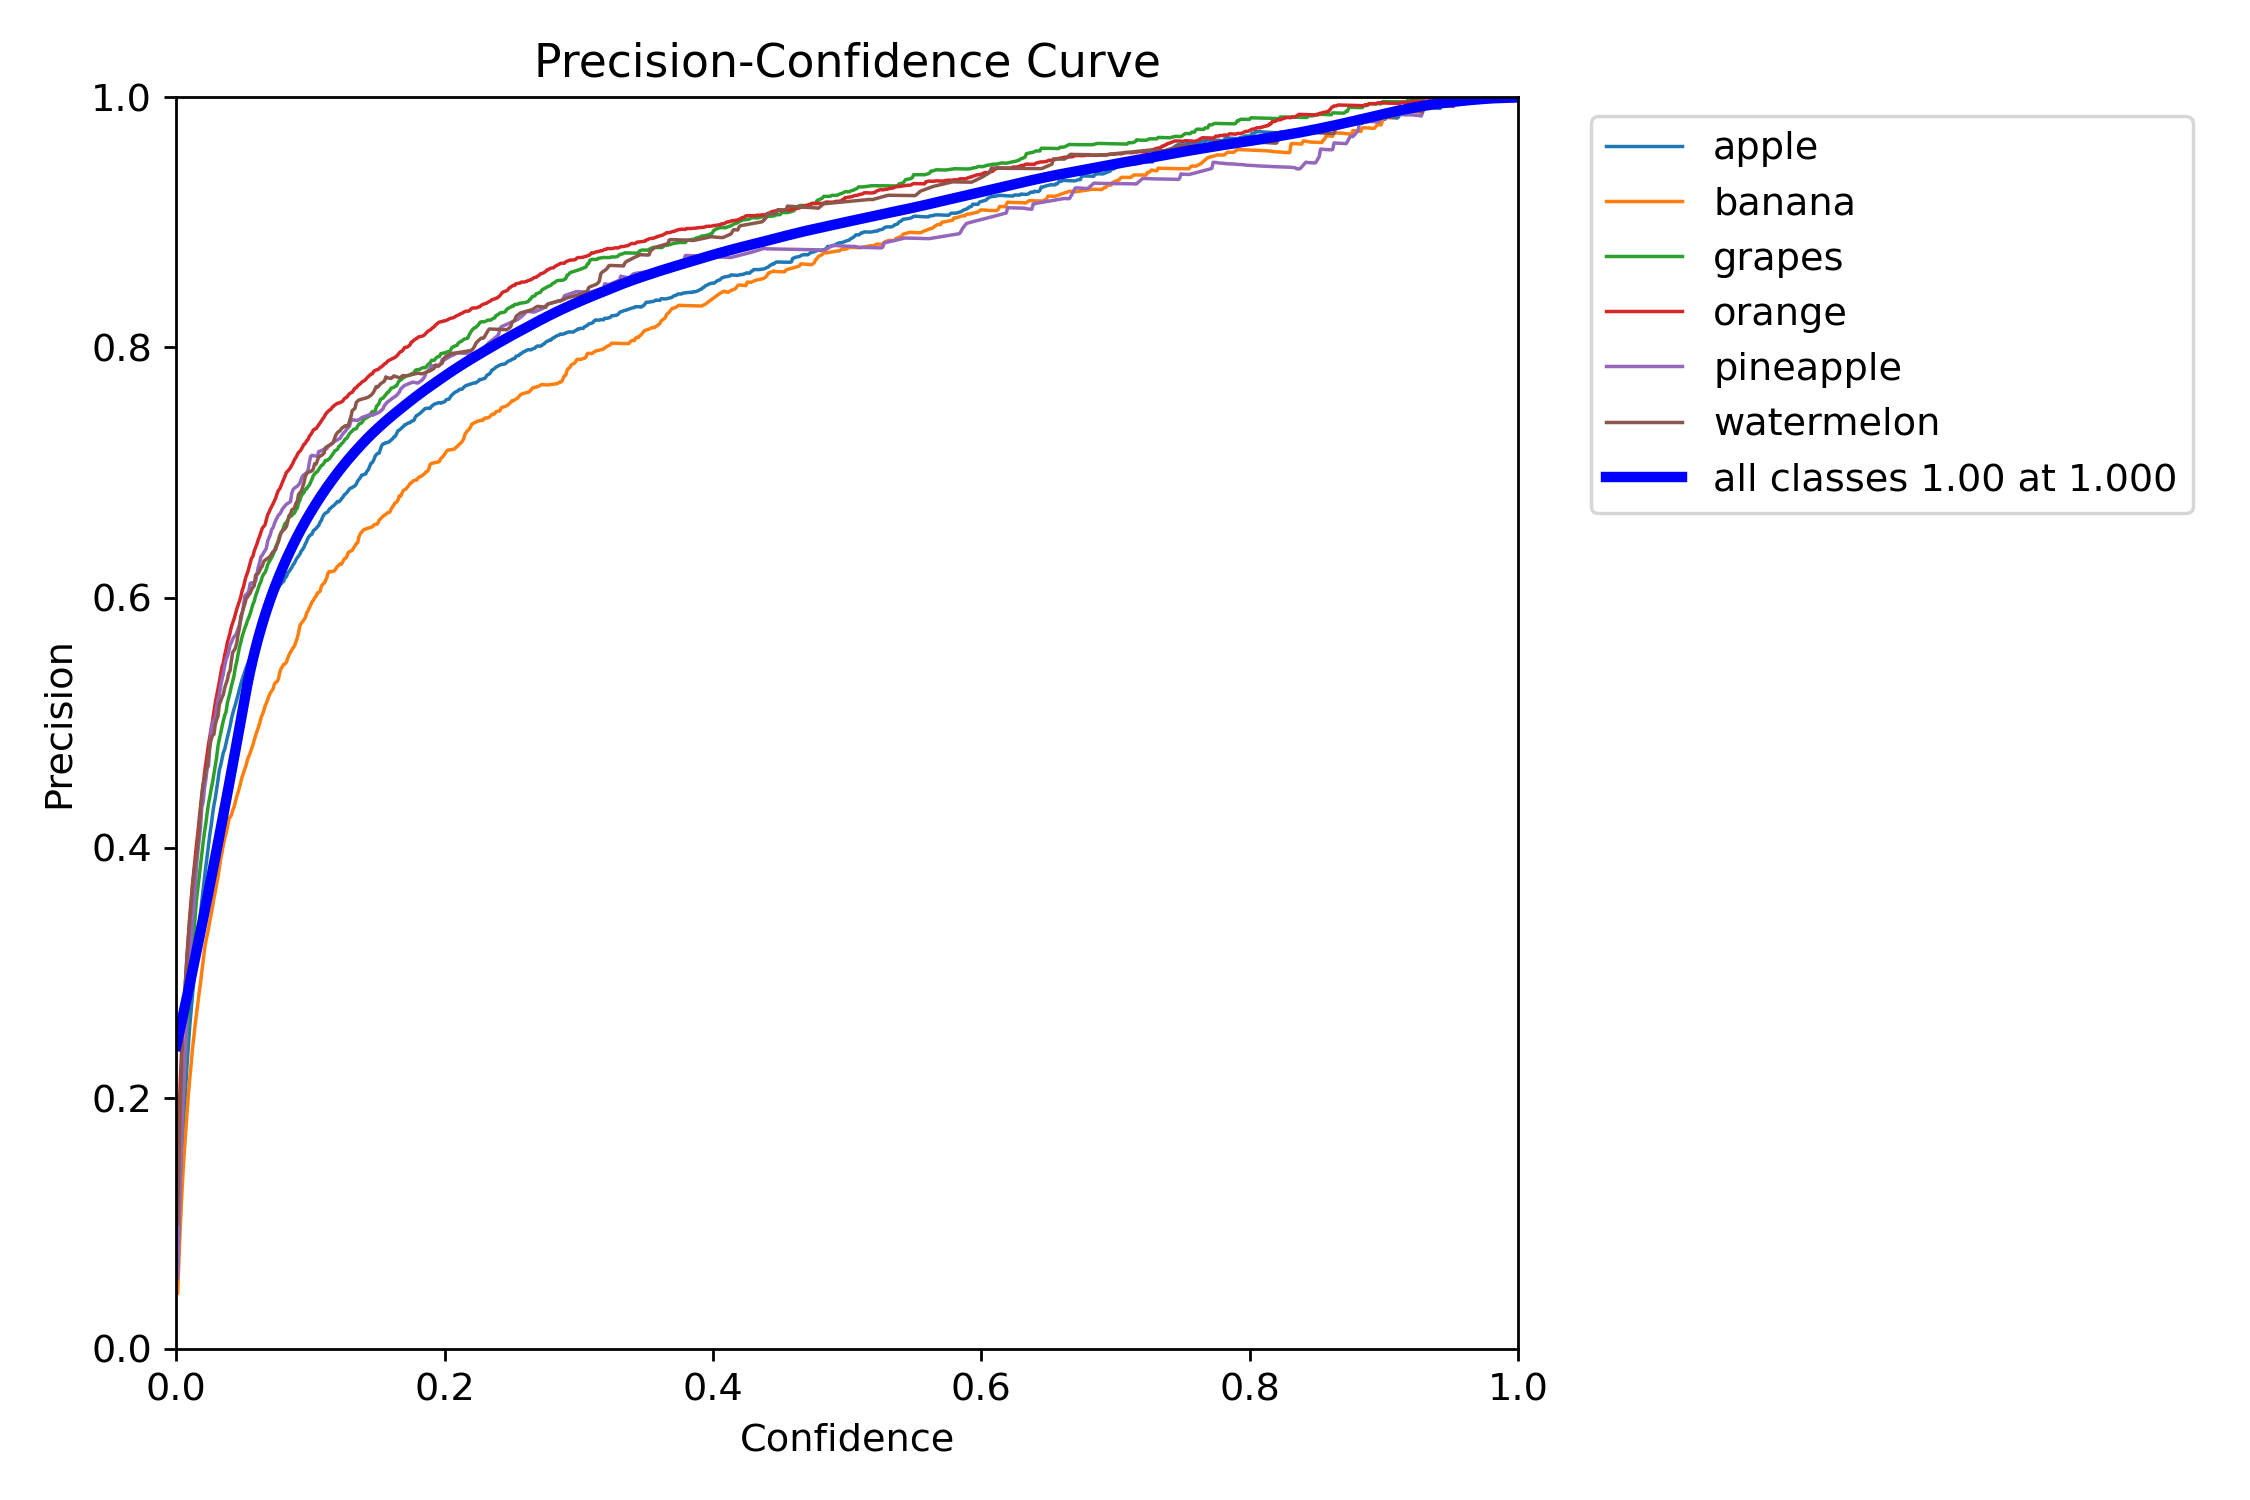 Precision-Confidence Curve
1.0
0.8
0.6
0.4
0.2
0.0
Precision
0.0 0.2 0.4 0.6 0.8 1.0
Confidence
apple
banana
grapes
orange
pineapple
watermelon
all classes 1.00 at 1.000